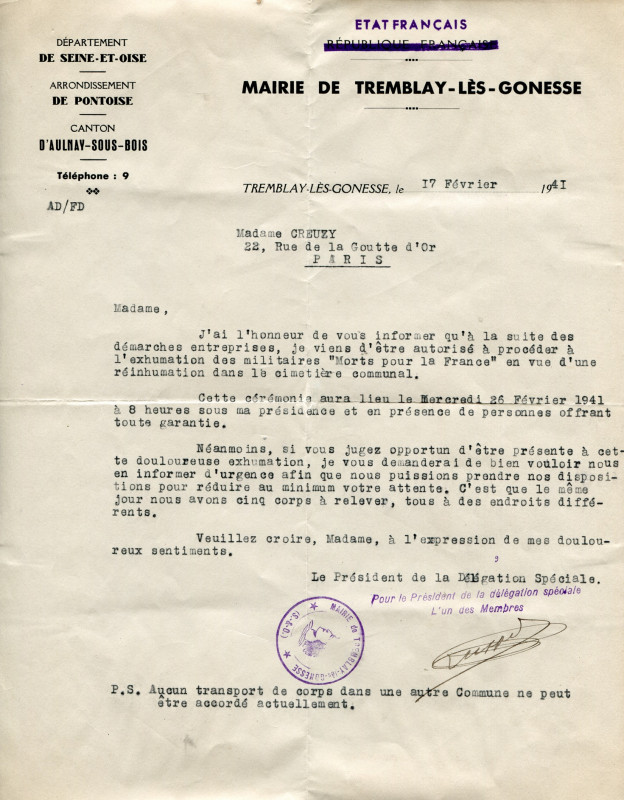 ETAT FRANÇAIS
RÉPUBLIQUE FRANÇAISE
DÉPARTEMENT
DE SEINE-ET-OISE
ARRONDISSEMENT
DE PONTOISE
CANTON
D'AULNAY-SOUS-BOIS
Téléphone : 9
AD/FD
MAIRIE DE TREMBLAY-LÈS-GONESSE
TREMBLAY-LÈS-GONESSE, le 17 Février 1941
Madame CREUZY
22, Rue de la Goutte d'Or
PARIS
Madame,
J'ai l'honneur de vous informer qu'à la suite des
démarches entreprises, je viens d'être autorisé à procéder à
l'exhumation des militaires "Morts pour la France" en vue d'une
réinhumation dans le cimetière communal.
Cette cérémonie aura lieu le Mercredi 26 Février 1941
à 8 heures sous ma présidence et en présence de personnes offrant
toute garantie.
Néanmoins, si vous jugez opportun d'être présente à cet-
te douloureuse exhumation, je vous demanderai de bien vouloir nous
en informer d'urgence afin que nous puissions prendre nos disposi-
tions pour réduire au minimum votre attente. C'est que le même
jour nous avons cinq corps à relever, tous à des endroits diffé-
rents.
Veuillez croire, Madame, à l'expression de mes doulou-
reux sentiments.
Le Président de la Délégation Spéciale.
Pour le Président de la délégation spéciale
L'un des Membres
MAIRIE de TREMBLAY-lès-GONESSE (S-&-O)
P.S. Aucun transport de corps dans une autre Commune ne peut
être accordé actuellement.